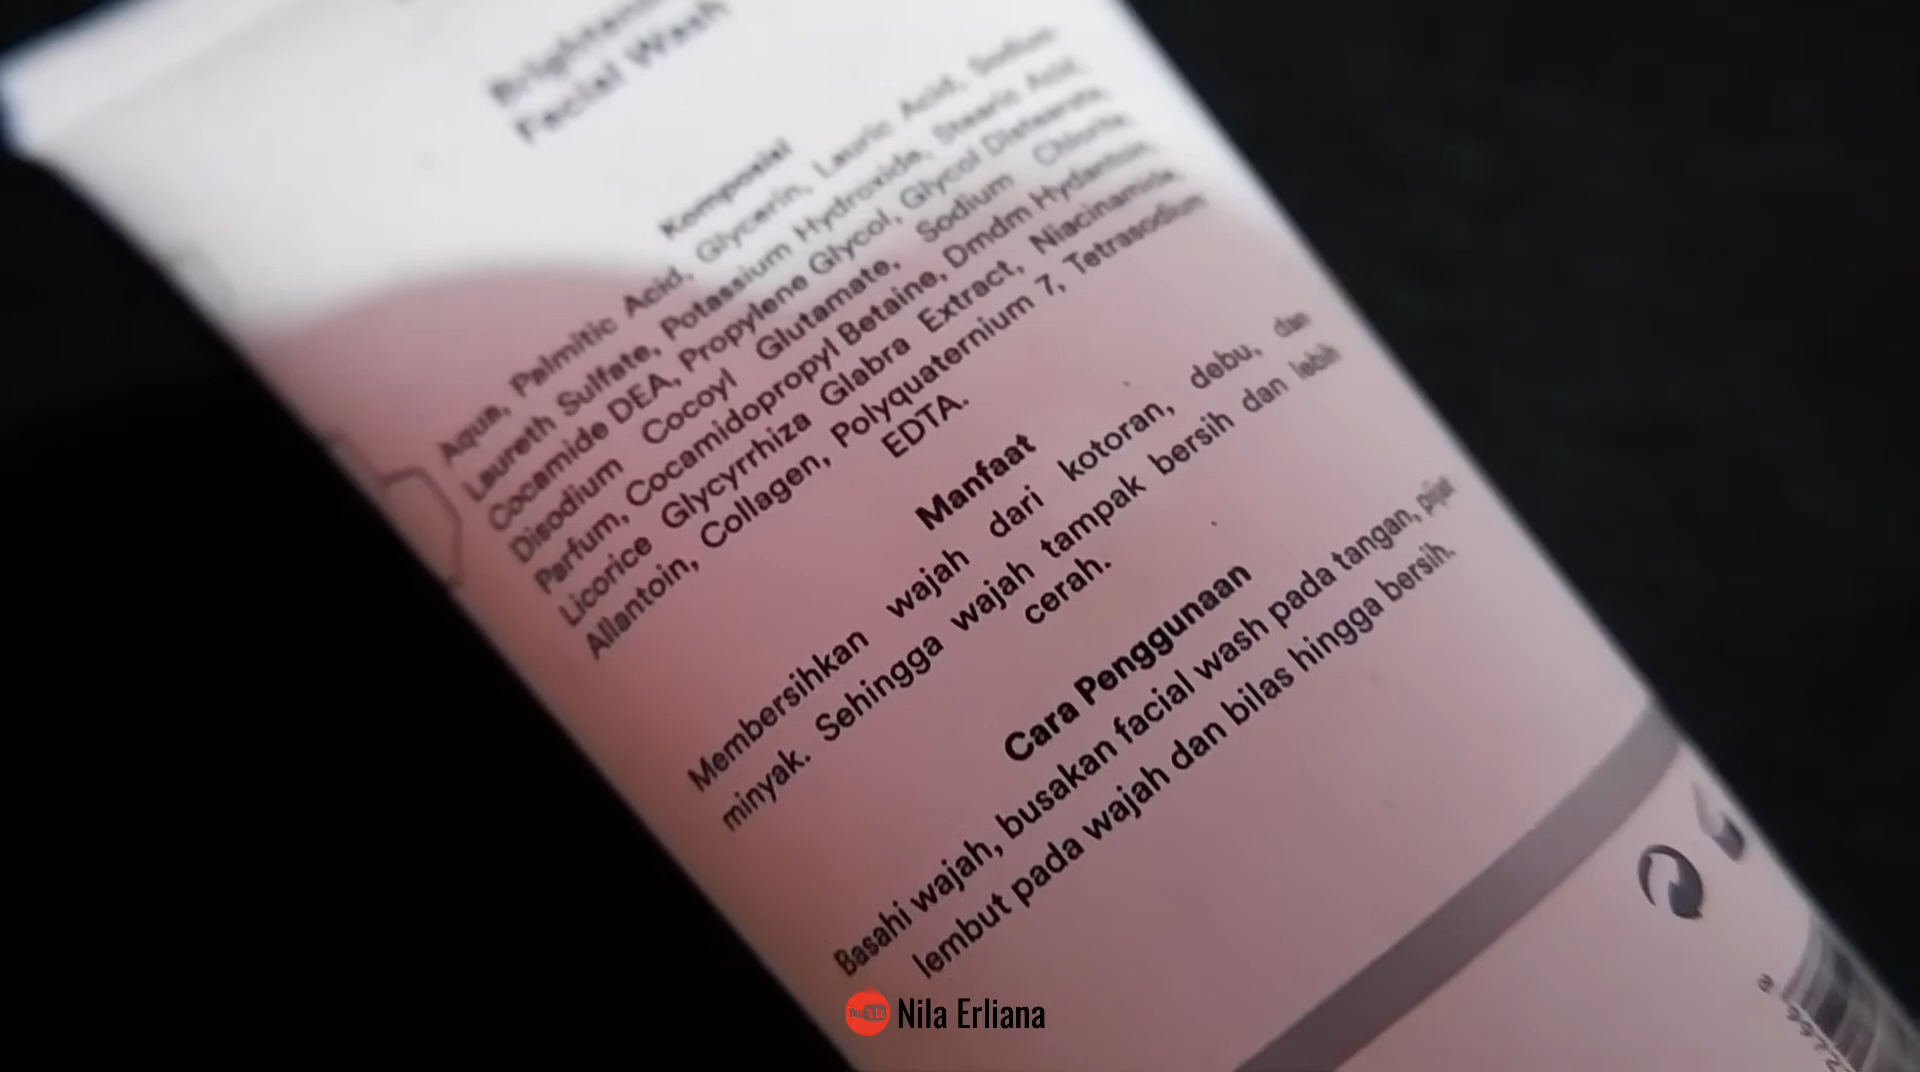 Brightening
Facial Wash
Komposisi
Aqua, Palmitic Acid, Glycerin, Lauric Acid, Sodium
Laureth Sulfate, Potassium Hydroxide, Stearic Acid,
Cocamide DEA, Propylene Glycol, Glycol Distearate,
Disodium Cocoyl Glutamate, Sodium Chloride,
Parfum, Cocamidopropyl Betaine, Dmdm Hydantoin,
Licorice Glycyrrhiza Glabra Extract, Niacinamide,
Allantoin, Collagen, Polyquaternium 7, Tetrasodium
EDTA.
Manfaat
Membersihkan wajah dari kotoran, debu, dan
minyak. Sehingga wajah tampak bersih dan lebih
cerah.
Cara Penggunaan
Basahi wajah, busakan facial wash pada tangan, pijat
lembut pada wajah dan bilas hingga bersih.
Nila Erliana